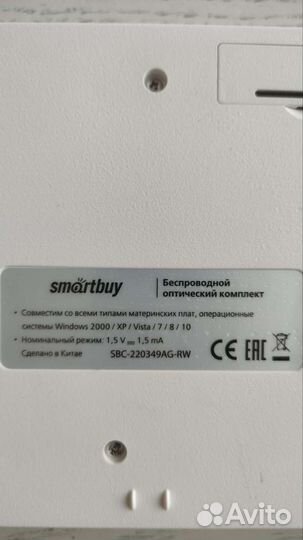 smartbuy
Беспроводной
оптический комплект
• Совместим со всеми типами материнских плат, операционные
системы Windows 2000 / XP / Vista / 7 / 8 / 10
• Номинальный режим: 1,5 V ⎓ 1,5 mA
Сделано в Китае SBC-220349AG-RW CE EAC
Avito